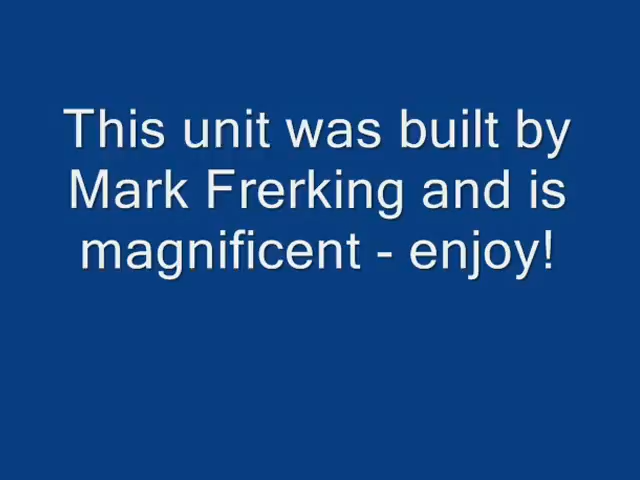 This unit was built by
Mark Frerking and is
magnificent - enjoy!